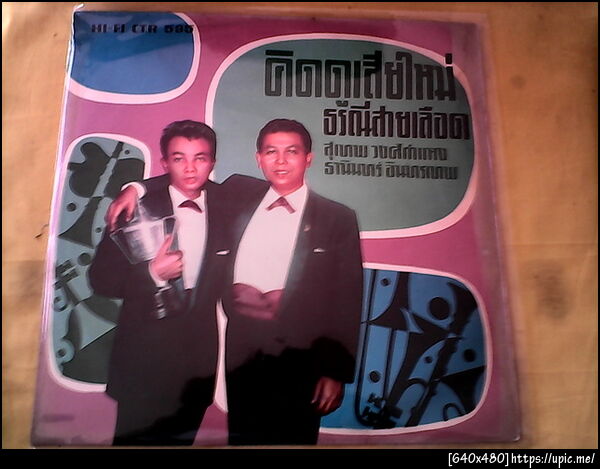 HI-FI CTR 595
คิดดูเสียใหม่
ธรณีสายเลือด
สุเทพ วงศ์กำแหง
ธานินทร์ อินทรเทพ
[640x480]https://upic.me/